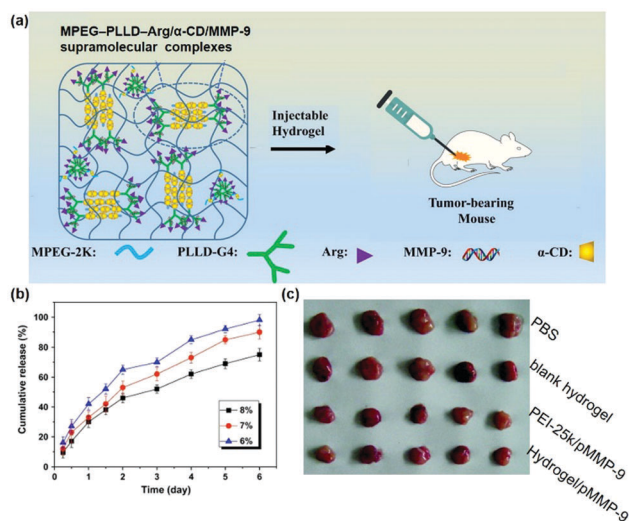 (a)
MPEG–PLLD–Arg/α-CD/MMP-9
supramolecular complexes
Injectable
Hydrogel
Tumor-bearing
Mouse
MPEG-2K:
PLLD-G4:
Arg:
MMP-9:
α-CD:
(b)
Cumulative release (%)
100
80
60
40
20
0
8%
7%
6%
0 1 2 3 4 5 6
Time (day)
(c)
PBS
blank hydrogel
PEI-25k/pMMP-9
Hydrogel/pMMP-9